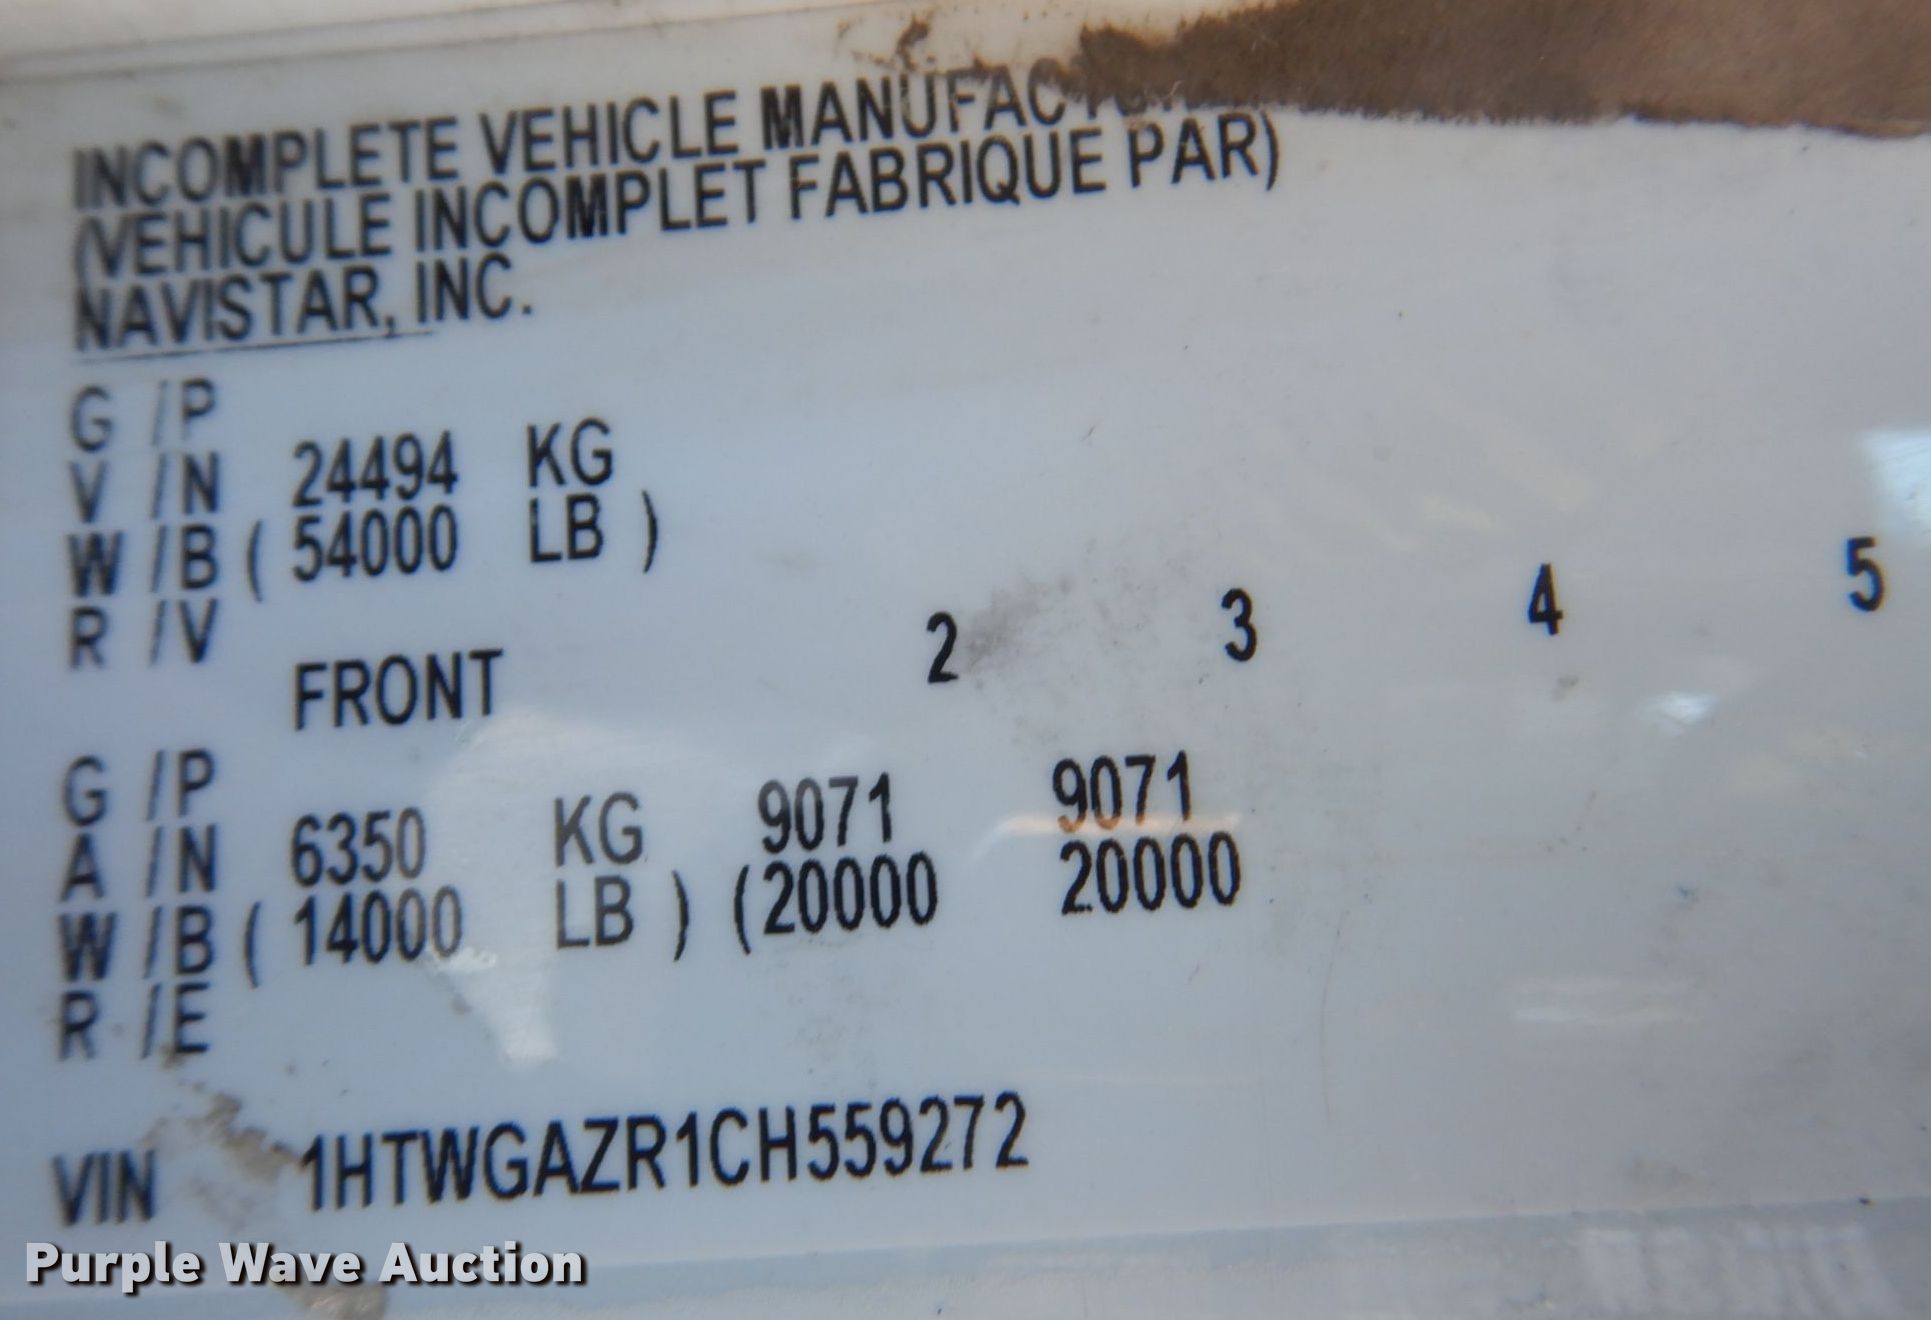 INCOMPLETE VEHICLE
(VEHICULE INCOMPLET FABRIQUE PAR)
NAVISTAR, INC.
G /P
V /N 24494 KG
W /B ( 54000 LB )
R /V
FRONT 2 3 4 5
G /P
A /N 6350 KG 9071 9071
W /B ( 14000 LB ) ( 20000 20000
R /E
VIN 1HTWGAZR1CH559272
Purple Wave Auction